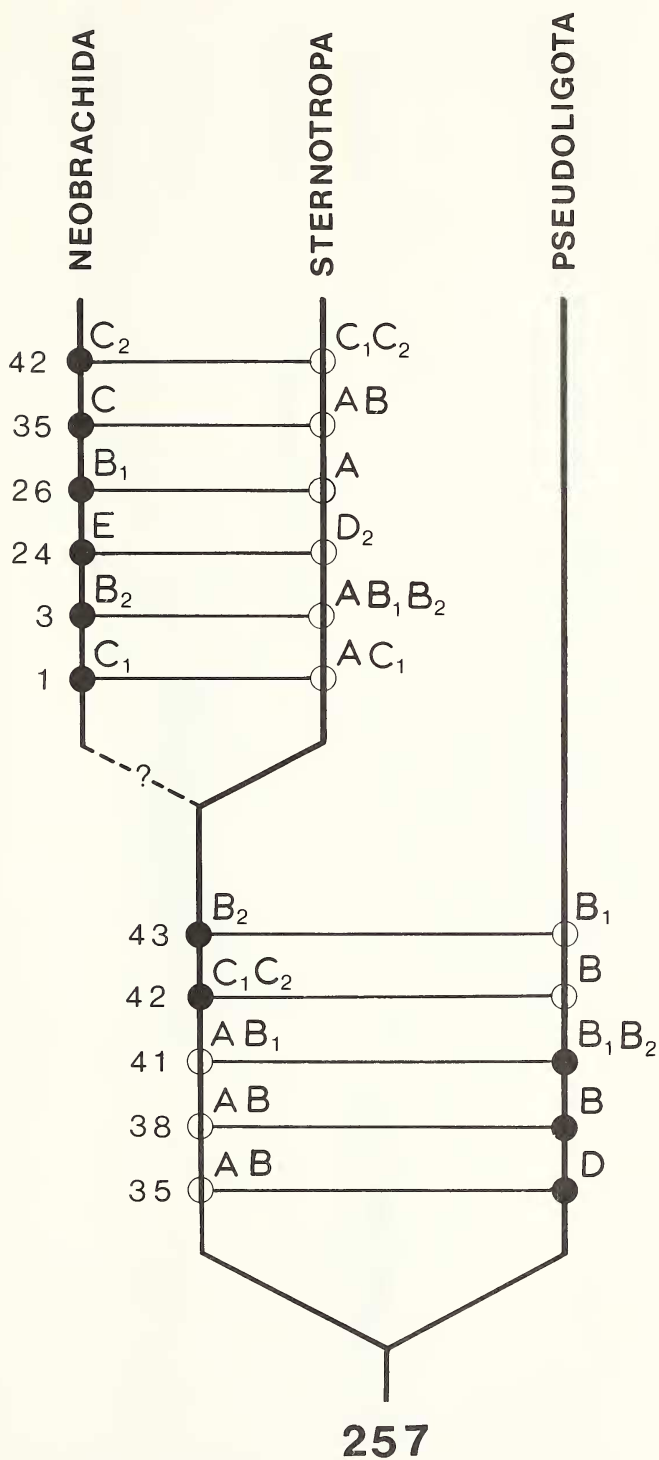 NEOBRACHIDA STERNOTROPA PSEUDOLIGOTA
42 C₂ C₁C₂
35 C AB
26 B₁ A
24 E D₂
3 B₂ AB₁B₂
1 C₁ AC₁
?
43 B₂ B₁
42 C₁C₂ B
41 AB₁ B₁B₂
38 AB B
35 AB D
257